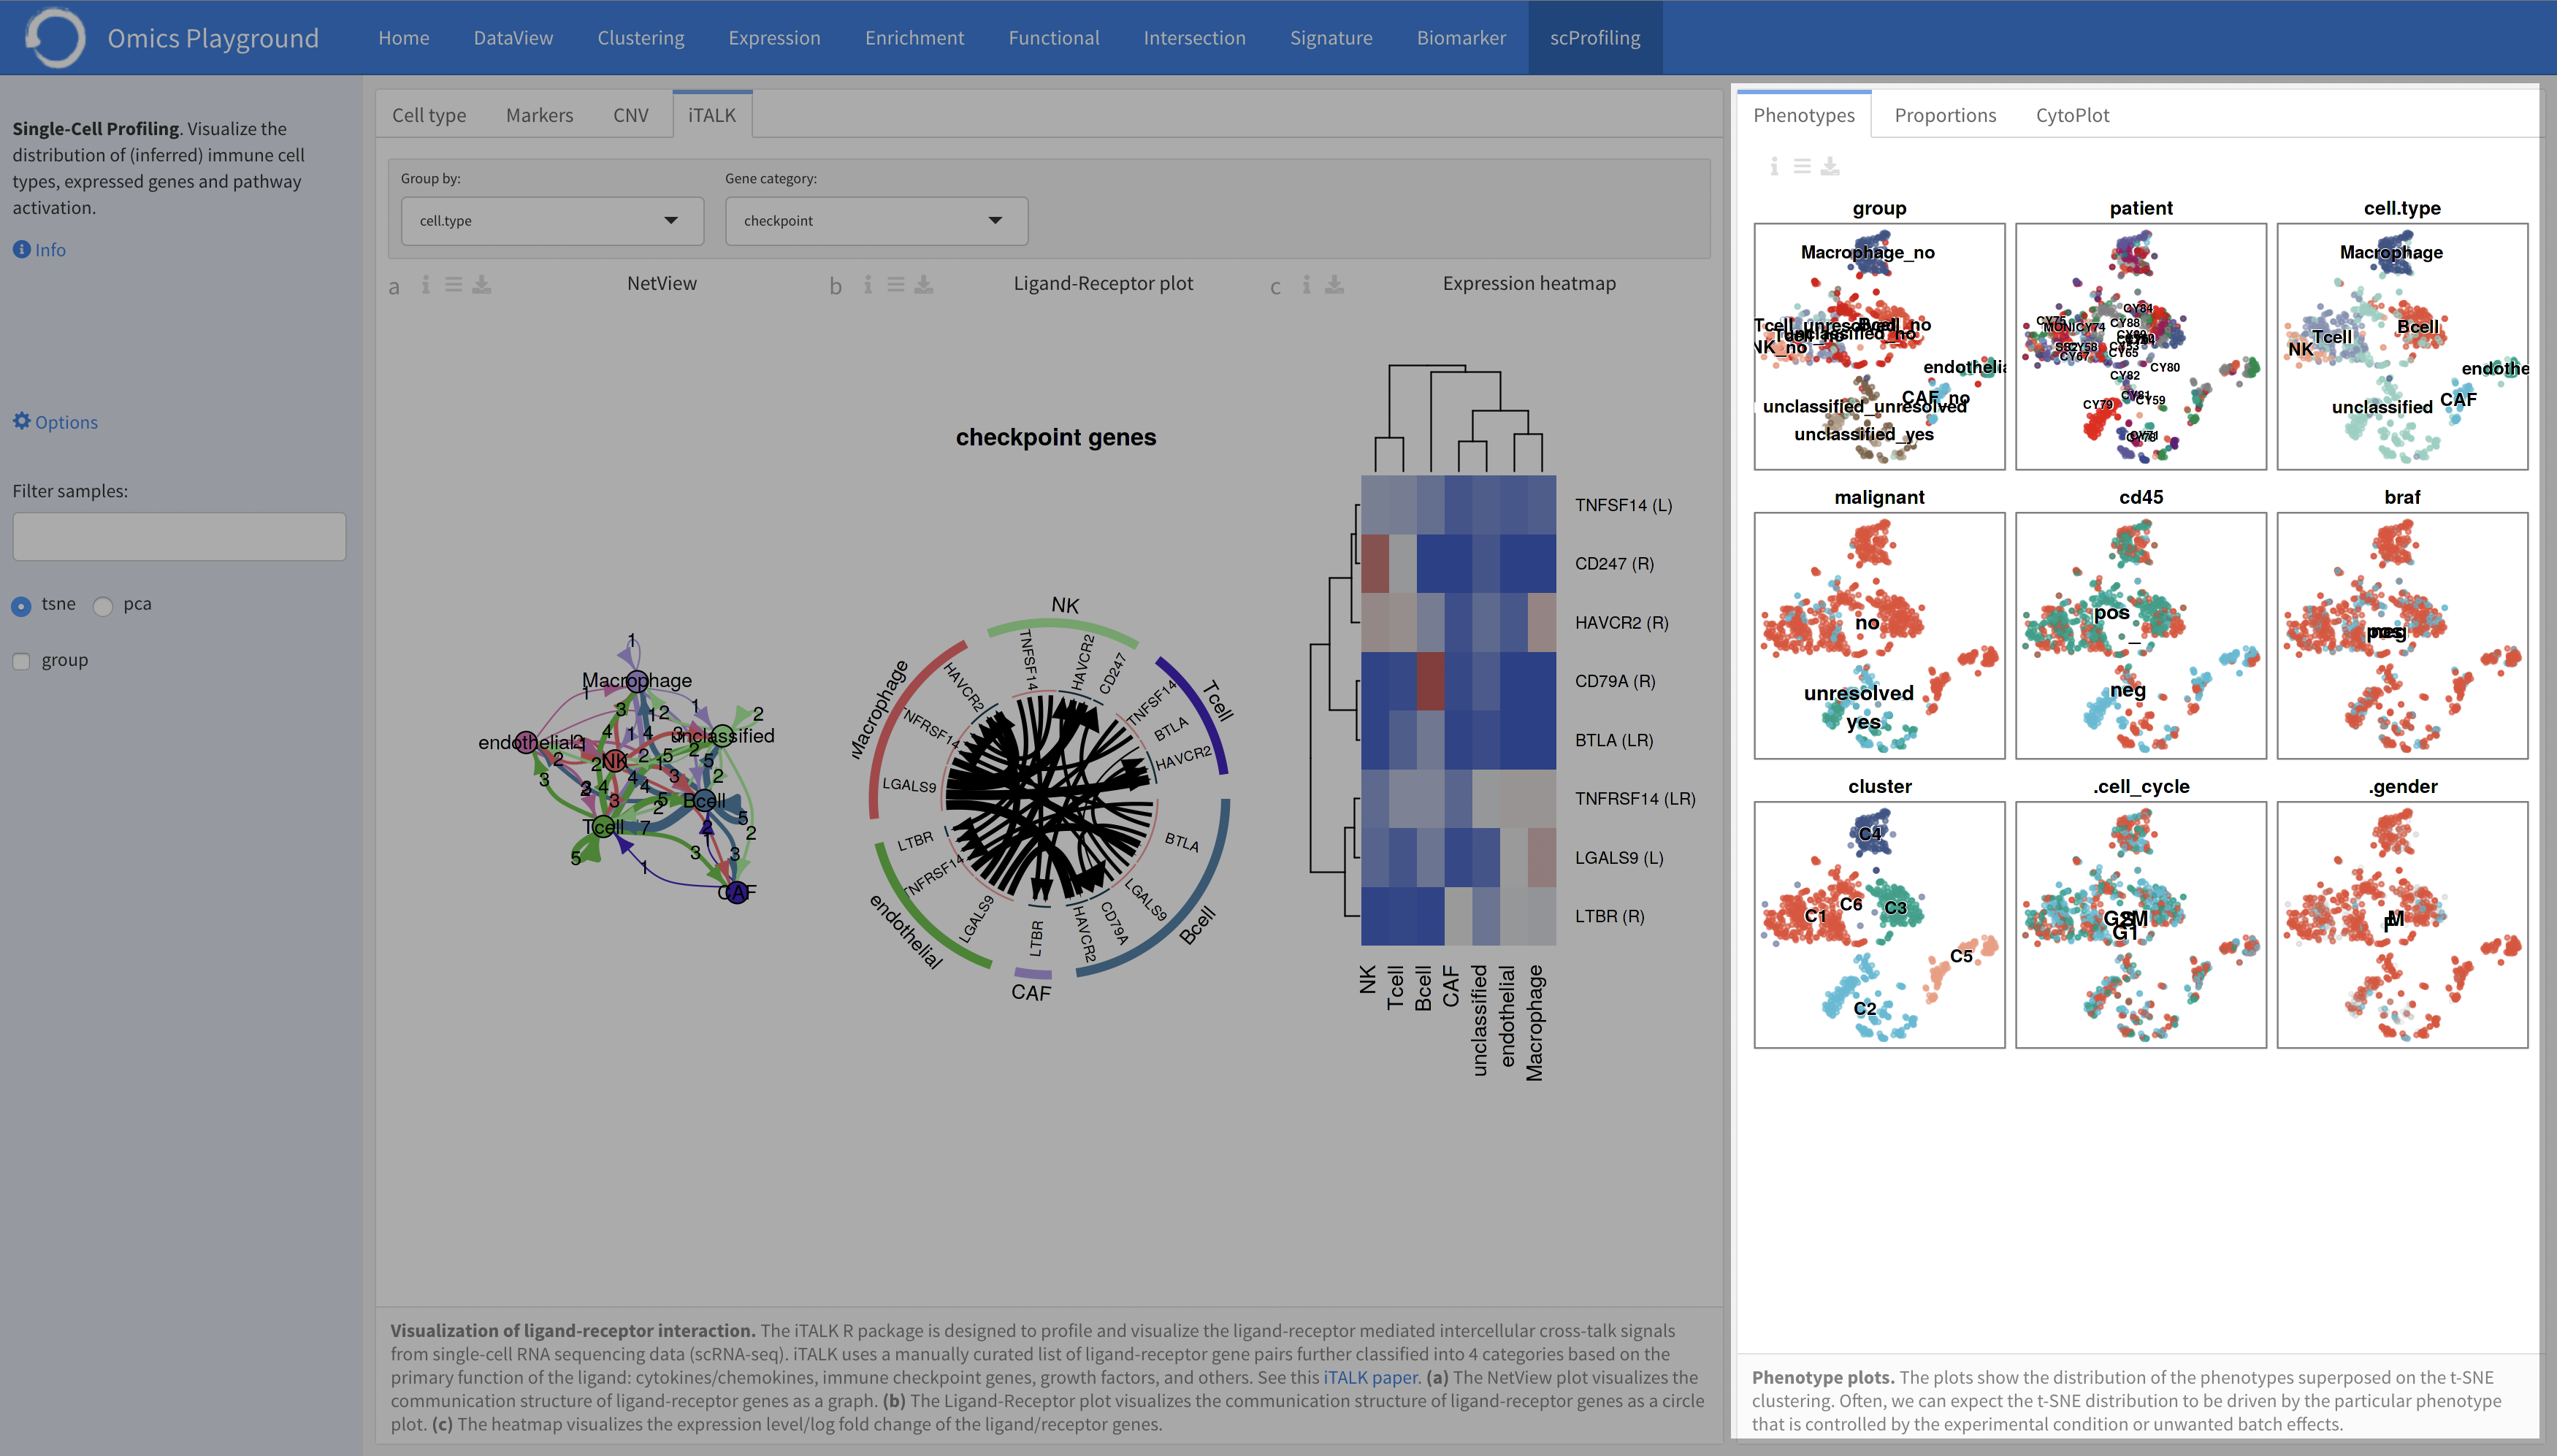 Omics Playground
Home DataView Clustering Expression Enrichment Functional Intersection Signature Biomarker scProfiling
Single-Cell Profiling. Visualize the
distribution of (inferred) immune cell
types, expressed genes and pathway
activation.
Info
Options
Filter samples:
tsne pca
group
Cell type Markers CNV iTALK
Group by: Gene category:
cell.type checkpoint
a NetView
b Ligand-Receptor plot
c Expression heatmap
Macrophage
endothelial
unclassified
NK
Bcell
Tcell
CAF
checkpoint genes
NK
TNFSF14
HAVCR2
CD247
Tcell
TNFSF14
BTLA
HAVCR2
Bcell
BTLA
LGALS9
CD79A
HAVCR2
CAF
LTBR
endothelial
LGALS9
TNFRSF14
LTBR
Macrophage
LGALS9
TNFRSF14
HAVCR2
TNFSF14 (L)
CD247 (R)
HAVCR2 (R)
CD79A (R)
BTLA (LR)
TNFRSF14 (LR)
LGALS9 (L)
LTBR (R)
NK
Tcell
Bcell
CAF
unclassified
endothelial
Macrophage
Visualization of ligand-receptor interaction. The iTALK R package is designed to profile and visualize the ligand-receptor mediated intercellular cross-talk signals
from single-cell RNA sequencing data (scRNA-seq). iTALK uses a manually curated list of ligand-receptor gene pairs further classified into 4 categories based on the
primary function of the ligand: cytokines/chemokines, immune checkpoint genes, growth factors, and others. See this iTALK paper. (a) The NetView plot visualizes the
communication structure of ligand-receptor genes as a graph. (b) The Ligand-Receptor plot visualizes the communication structure of ligand-receptor genes as a circle
plot. (c) The heatmap visualizes the expression level/log fold change of the ligand/receptor genes.
Phenotypes Proportions CytoPlot
group patient cell.type
Macrophage_no
NK_no
CAF_no
unclassified_unresolved
unclassified_yes
CY84
CY75
CY74
CY88
CY58
CY67
CY65
CY80
CY82
CY59
CY79
Macrophage
Tcell
Bcell
NK
endothe
CAF
unclassified
malignant cd45 braf
no
unresolved
yes
pos
neg
cluster .cell_cycle .gender
C4
C1
C6
C3
C5
C2
G1
M
Phenotype plots. The plots show the distribution of the phenotypes superposed on the t-SNE
clustering. Often, we can expect the t-SNE distribution to be driven by the particular phenotype
that is controlled by the experimental condition or unwanted batch effects.